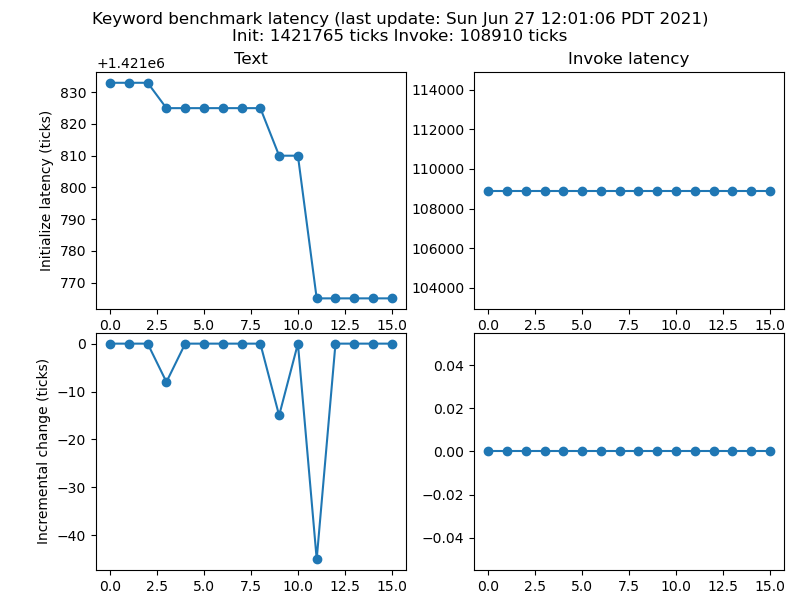 Keyword benchmark latency (last update: Sun Jun 27 12:01:06 PDT 2021)
Init: 1421765 ticks Invoke: 108910 ticks
Text
+1.421e6
830
820
810
800
790
780
770
Initialize latency (ticks)
0.0 2.5 5.0 7.5 10.0 12.5 15.0
Invoke latency
114000
112000
110000
108000
106000
104000
0.0 2.5 5.0 7.5 10.0 12.5 15.0
0
−10
−20
−30
−40
Incremental change (ticks)
0.0 2.5 5.0 7.5 10.0 12.5 15.0
0.04
0.02
0.00
−0.02
−0.04
0.0 2.5 5.0 7.5 10.0 12.5 15.0